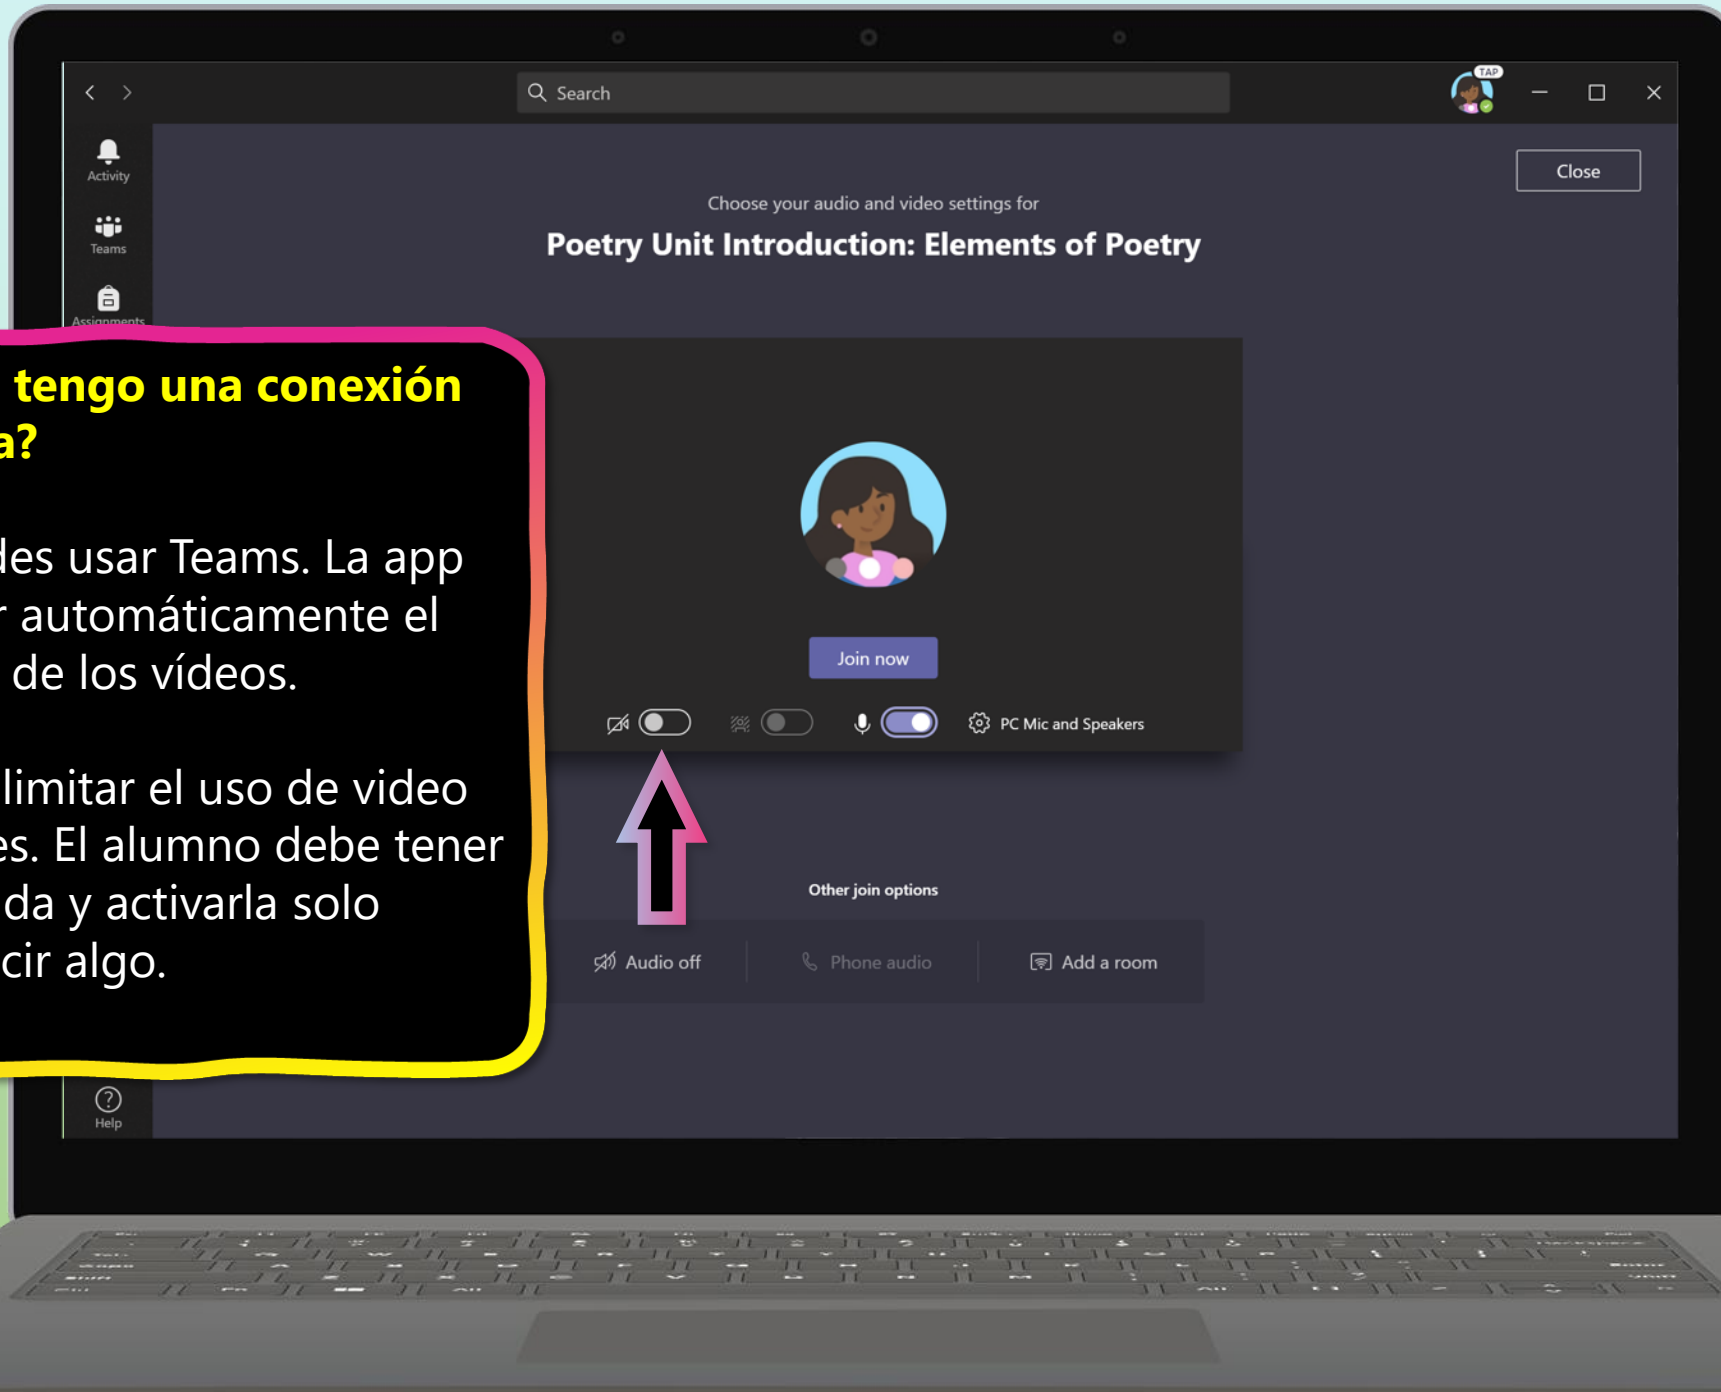 Search
TAP
Activity
Teams
Assignments
Close
Choose your audio and video settings for
Poetry Unit Introduction: Elements of Poetry
tengo una conexión
a?
des usar Teams. La app
r automáticamente el
de los vídeos.
limitar el uso de video
es. El alumno debe tener
da y activarla solo
cir algo.
Join now
PC Mic and Speakers
Other join options
Audio off
Phone audio
Add a room
Help